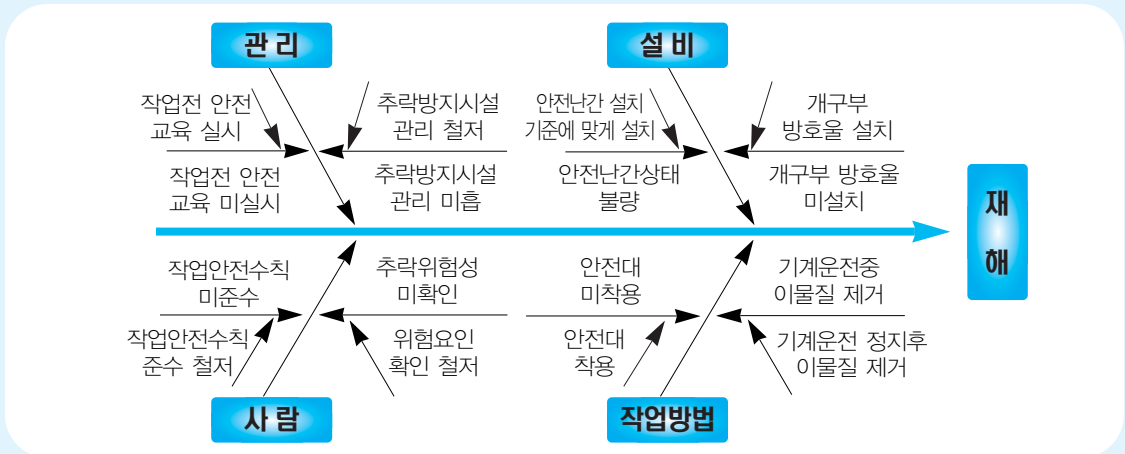 관 리
설 비
작업전 안전
교육 실시
추락방지시설
관리 철저
안전난간 설치
기준에 맞게 설치
개구부
방호울 설치
작업전 안전
교육 미실시
추락방지시설
관리 미흡
안전난간상태
불량
개구부 방호울
미설치
재
해
작업안전수칙
미준수
추락위험성
미확인
안전대
미착용
기계운전중
이물질 제거
작업안전수칙
준수 철저
위험요인
확인 철저
안전대
착용
기계운전 정지후
이물질 제거
사 람
작업방법